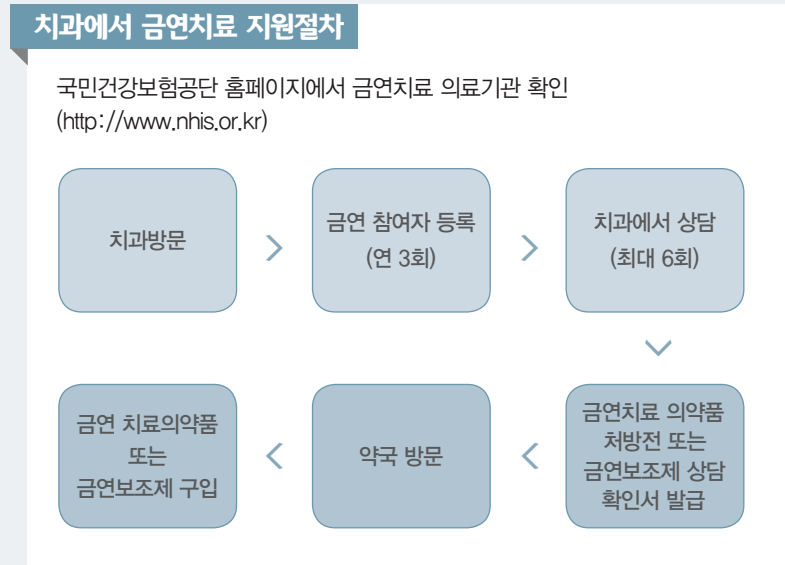 치과에서 금연치료 지원절차
국민건강보험공단 홈페이지에서 금연치료 의료기관 확인
(http://www.nhis.or.kr)
치과방문
금연 참여자 등록
(연 3회)
치과에서 상담
(최대 6회)
금연치료 의약품
처방전 또는
금연보조제 상담
확인서 발급
약국 방문
금연 치료의약품
또는
금연보조제 구입